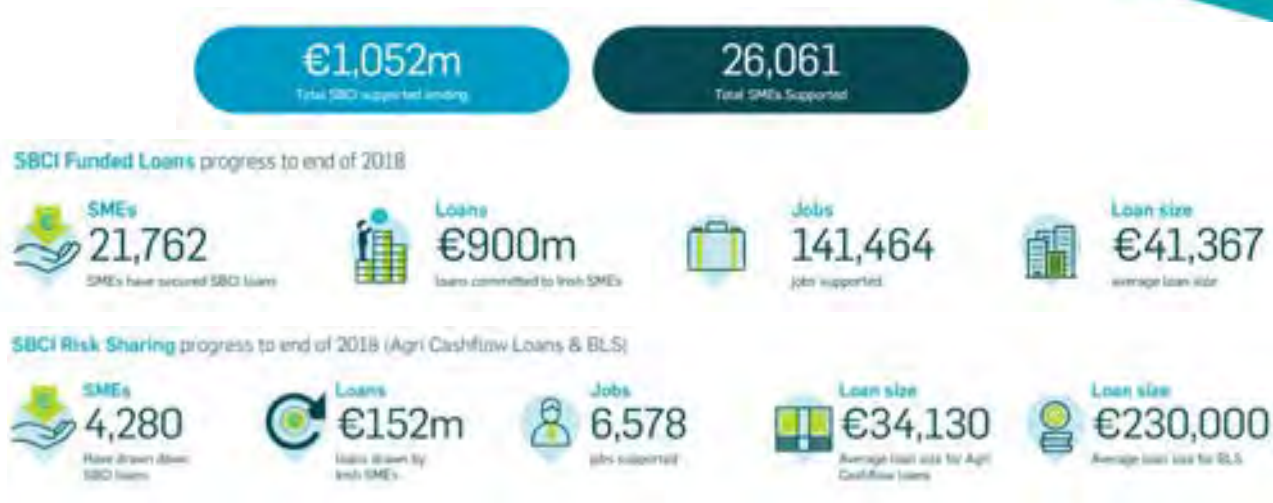 €1,052m
Total SBCI supported lending
26,061
Total SMEs Supported
SBCI Funded Loans progress to end of 2018
SMEs
21,762
SMEs have secured SBCI loans
Loans
€900m
loans committed to Irish SMEs
Jobs
141,464
jobs supported
Loan size
€41,367
average loan size
SBCI Risk Sharing progress to end of 2018 (Agri Cashflow Loans & BLS)
SMEs
4,280
Have drawn down
SBCI loans
Loans
€152m
loans drawn by
Irish SMEs
Jobs
6,578
jobs supported
Loan size
€34,130
Average loan size for Agri
Cashflow loans
Loan size
€230,000
Average loan size for BLS